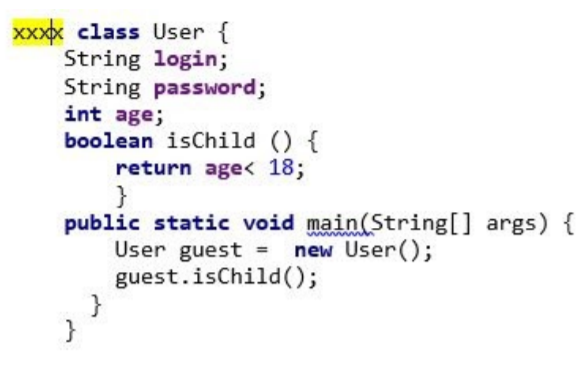 xxxx class User {
String login;
String password;
int age;
boolean isChild () {
return age< 18;
}
public static void main(String[] args) {
User guest =  new User();
guest.isChild();
}
}